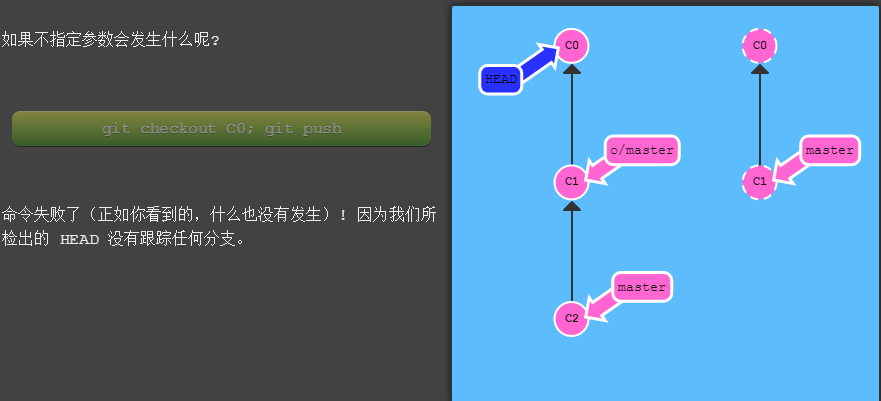 如果不指定参数会发生什么呢?
git checkout C0; git push
命令失败了（正如你看到的，什么也没有发生）! 因为我们所
检出的 HEAD 没有跟踪任何分支。
C0
HEAD
o/master
C1
master
C2
C0
master
C1